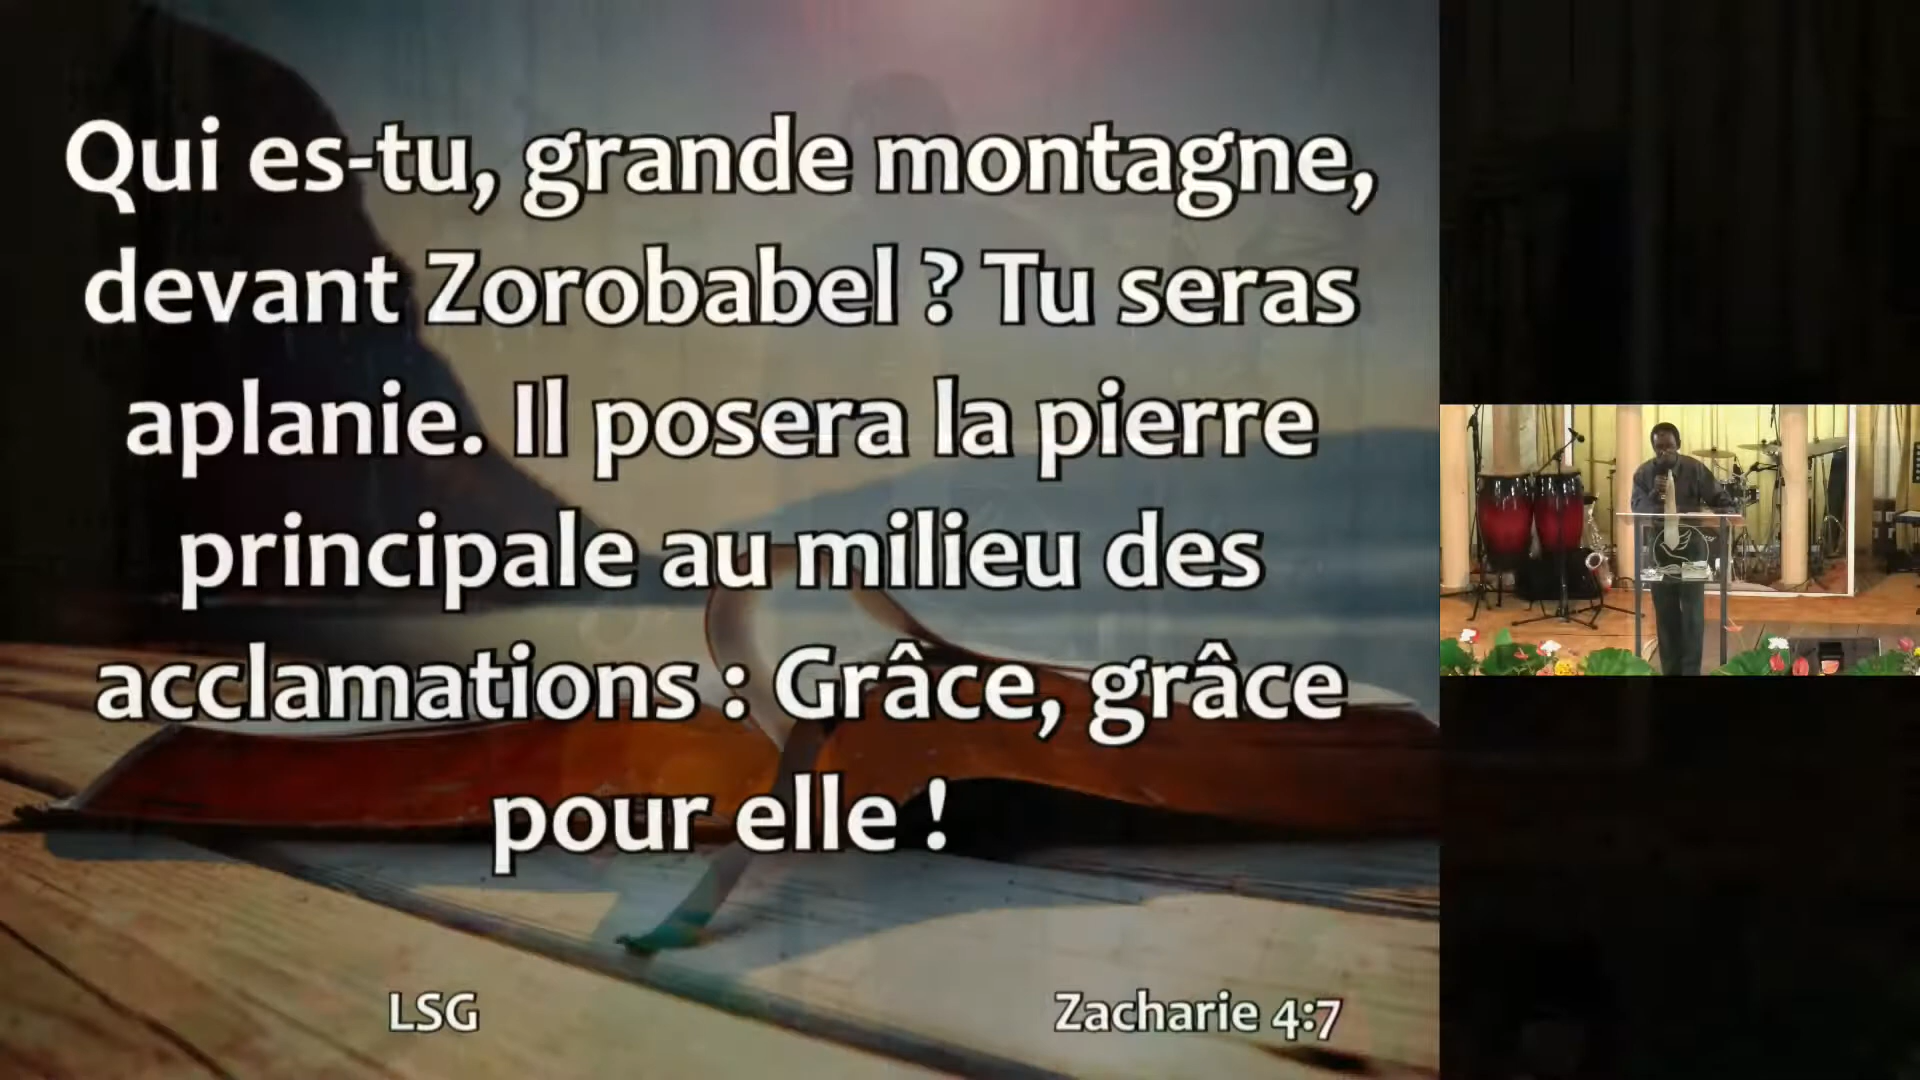 Qui es-tu, grande montagne,
devant Zorobabel ? Tu seras
aplanie. Il posera la pierre
principale au milieu des
acclamations : Grâce, grâce
pour elle !
LSG
Zacharie 4:7